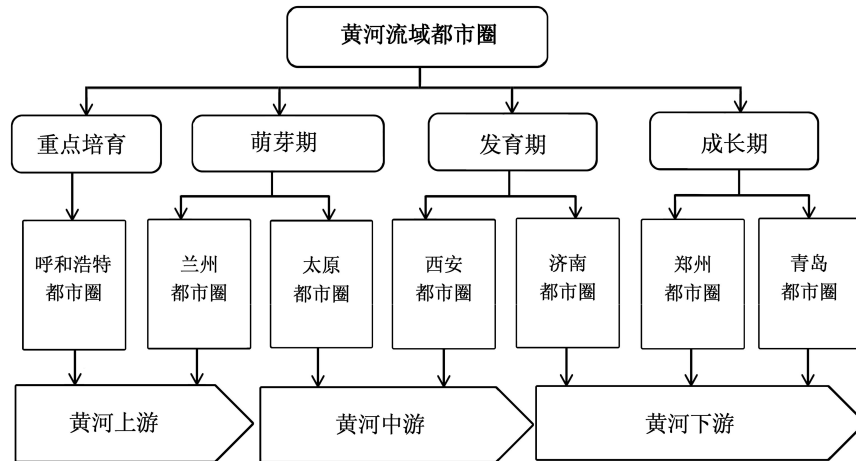 黄河流域都市圈
重点培育
萌芽期
发育期
成长期
呼和浩特
都市圈
兰州
都市圈
太原
都市圈
西安
都市圈
济南
都市圈
郑州
都市圈
青岛
都市圈
黄河上游
黄河中游
黄河下游